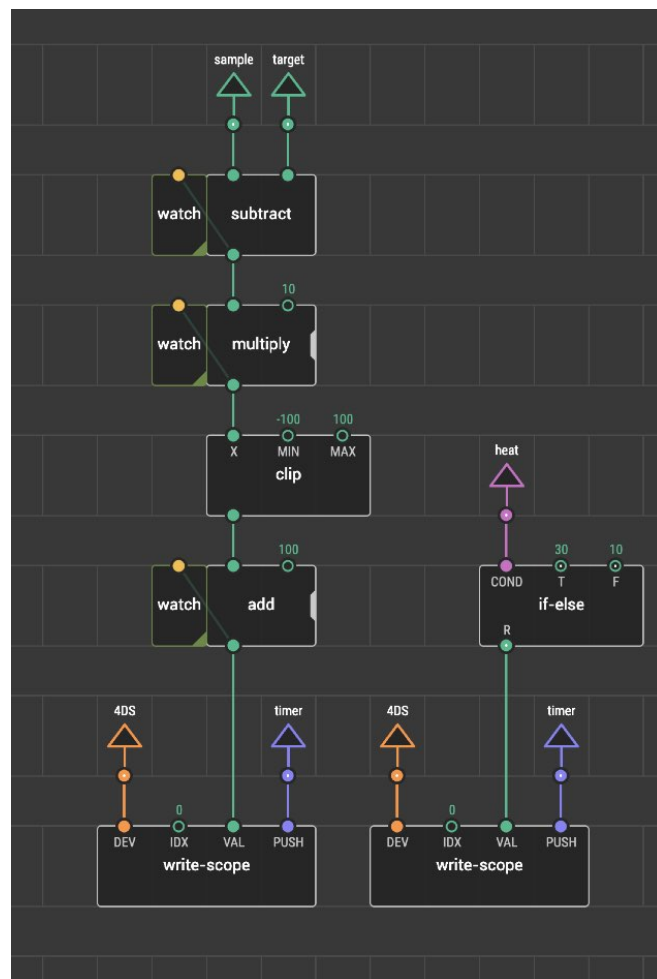 sample target
watch subtract
10
watch multiply
-100 100
X MIN MAX
clip
heat
100 30 10
COND T F
watch add if-else
R
4DS timer 4DS timer
0 0
DEV IDX VAL PUSH DEV IDX VAL PUSH
write-scope write-scope